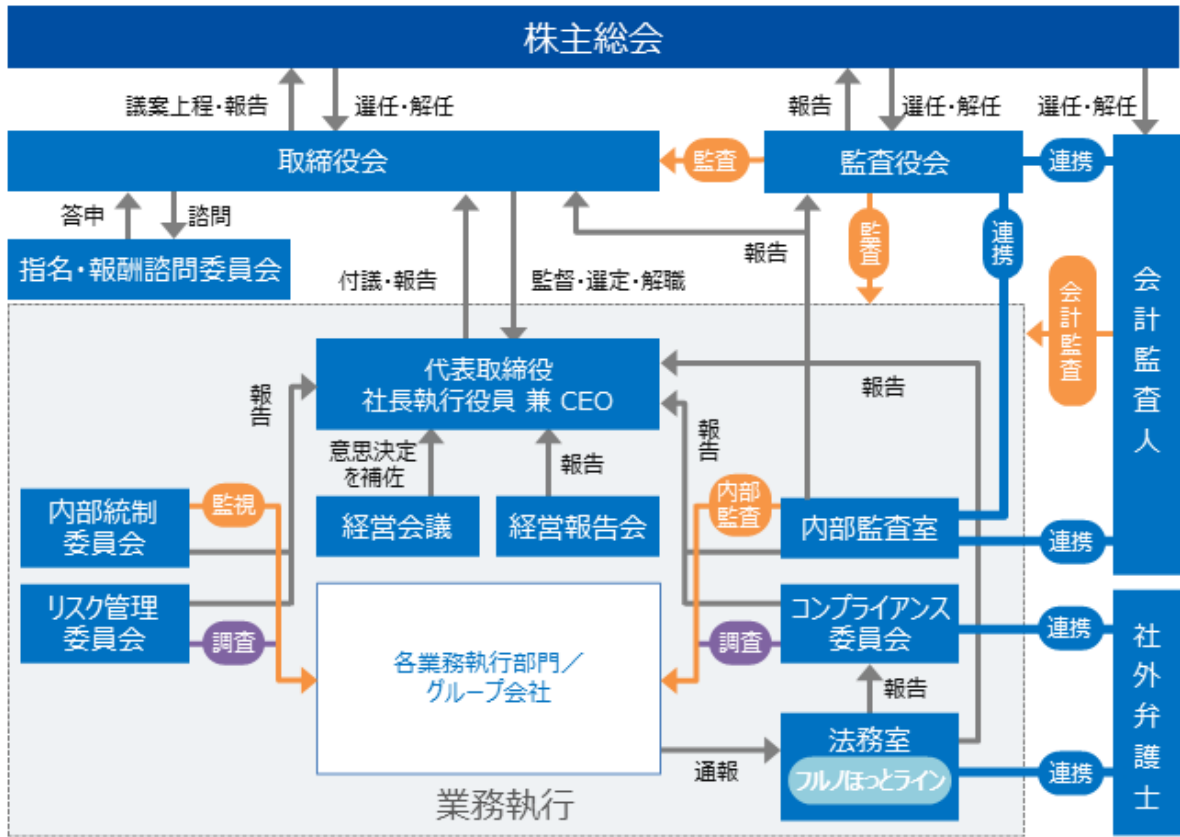 株主総会
議案上程・報告
選任・解任
報告
選任・解任
選任・解任
取締役会
監査
監査役会
連携
答申
諮問
指名・報酬諮問委員会
付議・報告
監督・選定・解職
報告
監査
連携
会計監査
会計監査人
代表取締役
社長執行役員 兼 CEO
報告
報告
報告
意思決定
を補佐
報告
内部統制
委員会
監視
経営会議
経営報告会
内部
監査
内部監査室
連携
リスク管理
委員会
調査
各業務執行部門／
グループ会社
調査
コンプライアンス
委員会
連携
社外弁護士
報告
通報
法務室
フルノほっとライン
連携
業務執行